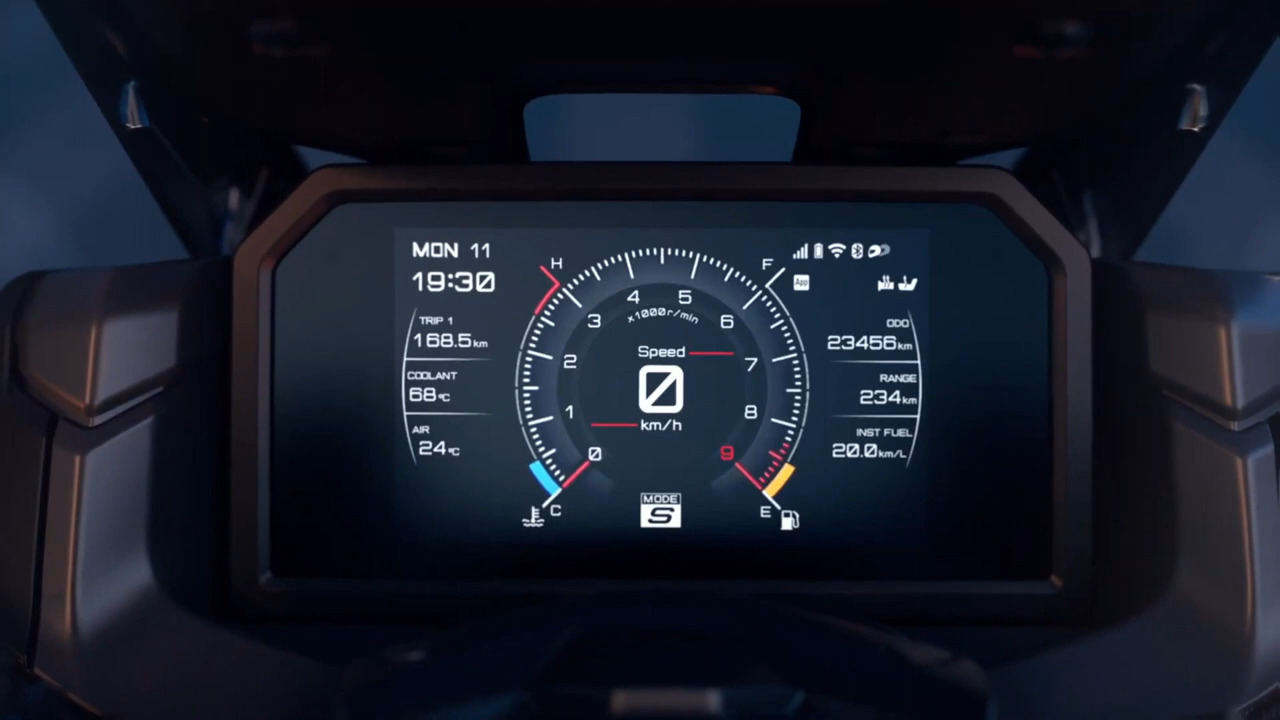 MON 11
19:30
TRIP 1
168.5km
COOLANT
68℃
AIR
24℃
H
F
C
E
0
1
2
3
4
5
6
7
8
9
x1000r/min
Speed
0
km/h
MODE
S
App
ODO
23456km
RANGE
234km
INST FUEL
20.0km/L